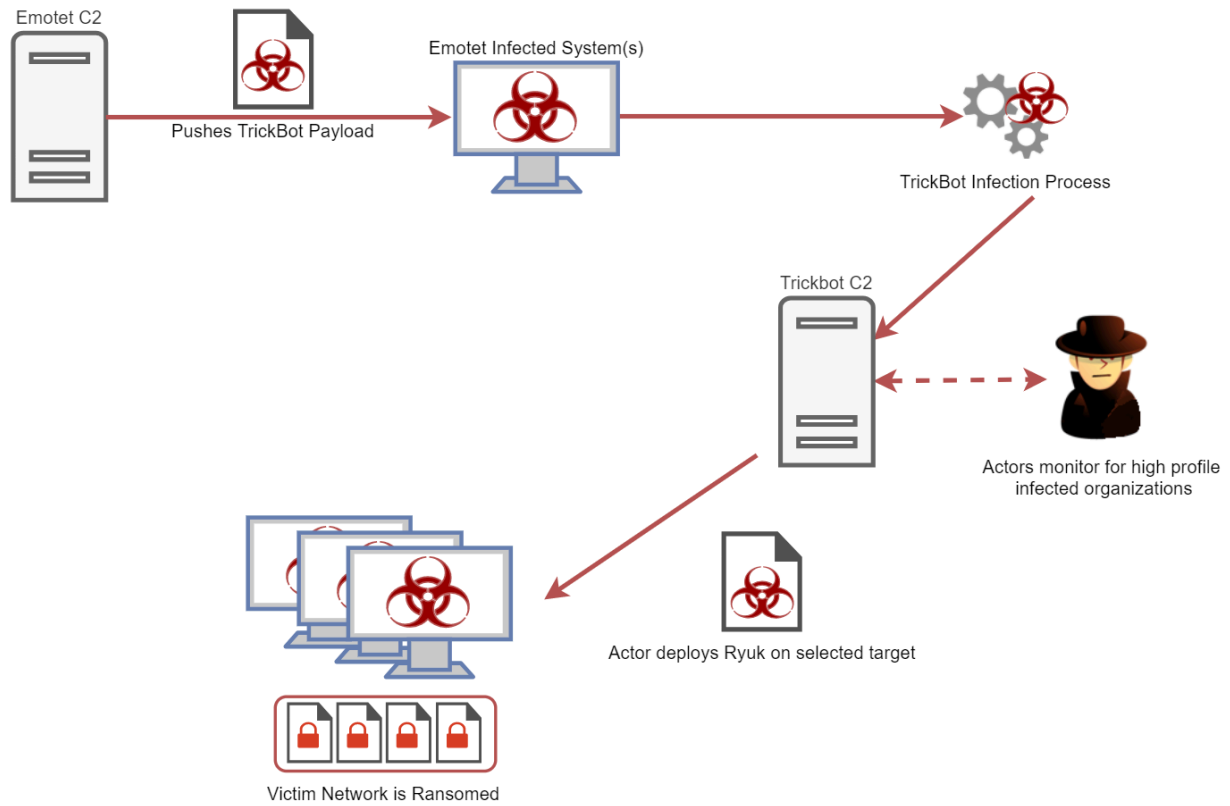 Emotet C2
Emotet Infected System(s)
Pushes TrickBot Payload
TrickBot Infection Process
Trickbot C2
Actors monitor for high profile
infected organizations
Actor deploys Ryuk on selected target
Victim Network is Ransomed